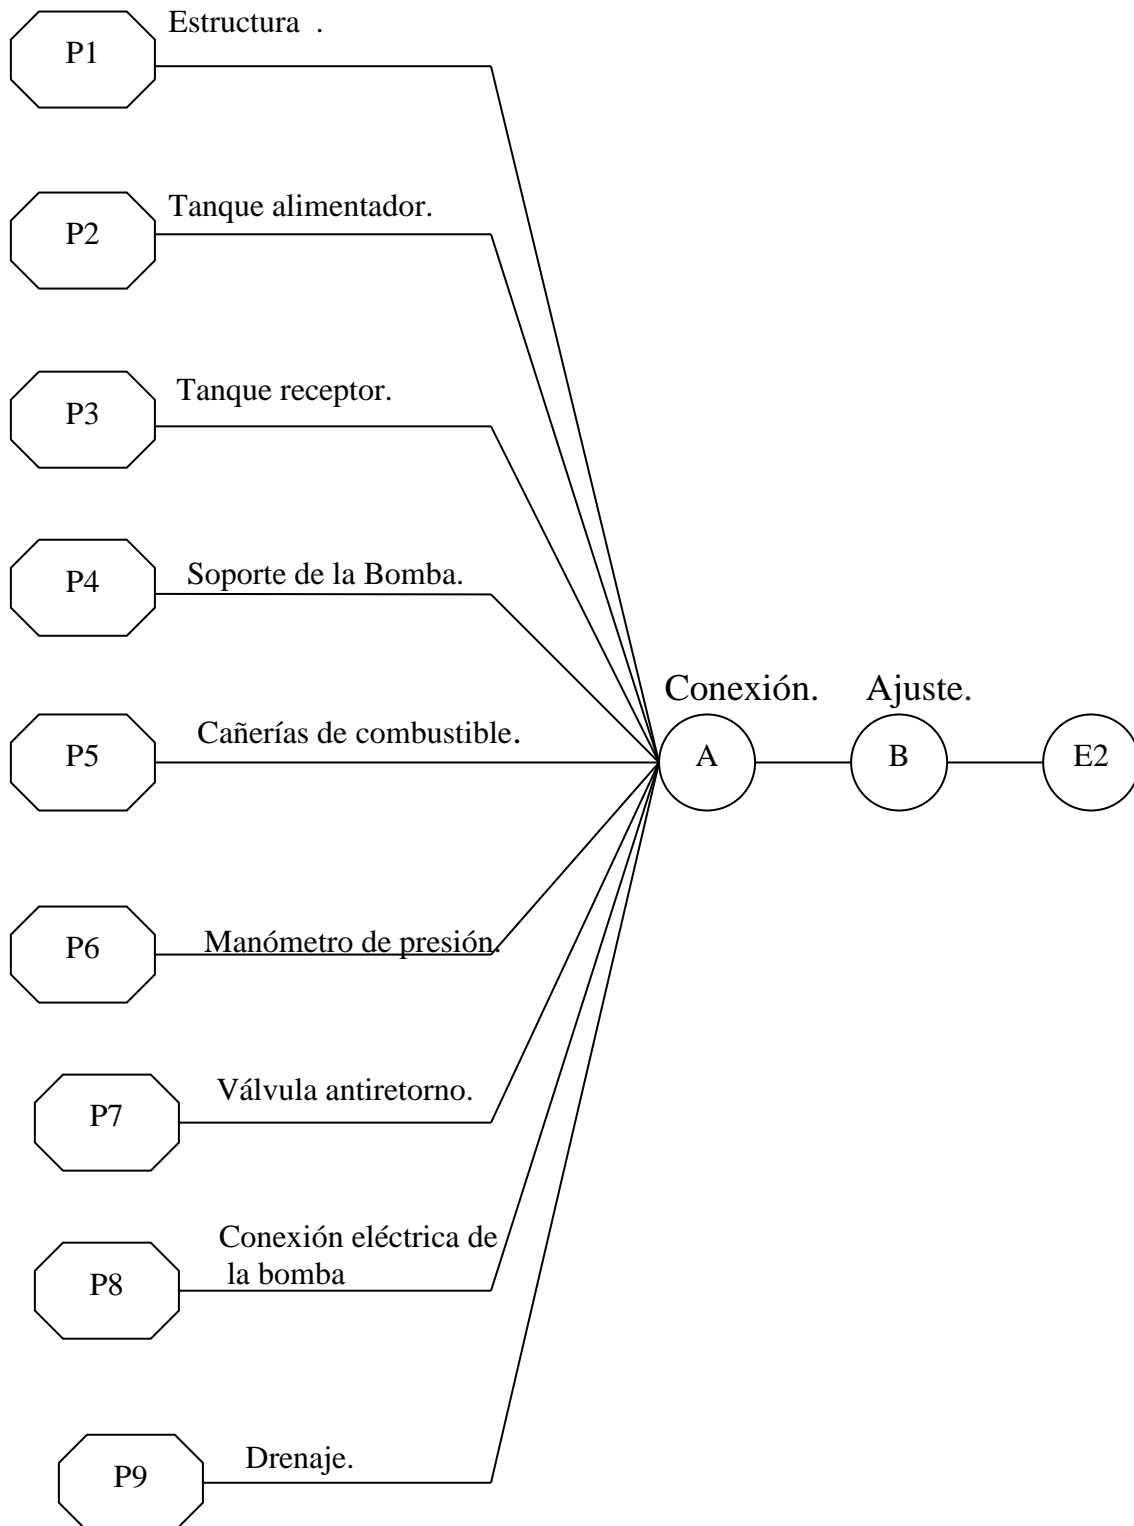 Estructura .
P1
Tanque alimentador.
P2
Tanque receptor.
P3
Soporte de la Bomba.
P4
Conexión. Ajuste.
Cañerías de combustible.
P5
A
B
E2
Manómetro de presión.
P6
Válvula antiretorno.
P7
Conexión eléctrica de
la bomba
P8
Drenaje.
P9